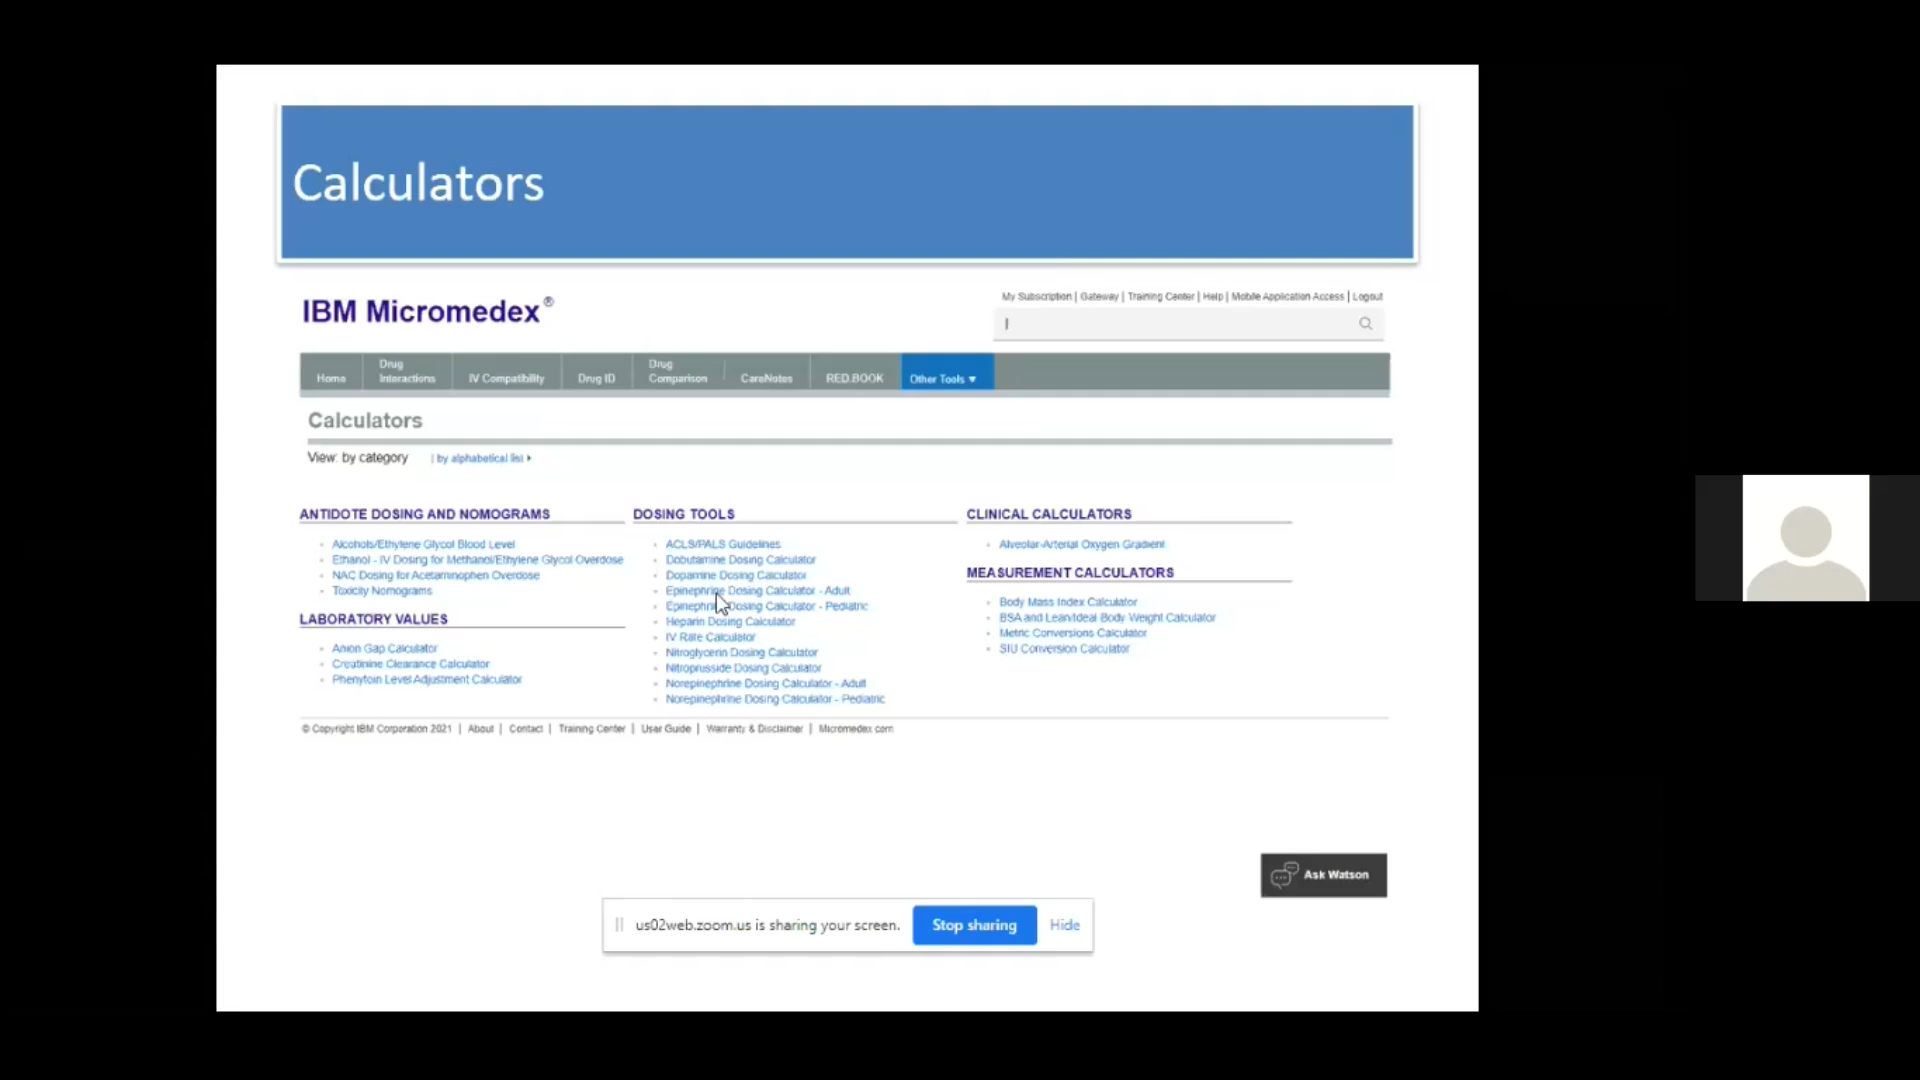 Calculators
IBM Micromedex®
My Subscription | Gateway | Training Center | Help | Mobile Application Access | Logout
Home
Drug Interactions
IV Compatibility
Drug ID
Drug Comparison
CareNotes
RED BOOK
Other Tools ▼
Calculators
View: by category | by alphabetical list
ANTIDOTE DOSING AND NOMOGRAMS
Alcohols/Ethylene Glycol Blood Level
Ethanol - IV Dosing for Methanol/Ethylene Glycol Overdose
NAC Dosing for Acetaminophen Overdose
Toxicity Nomograms
LABORATORY VALUES
Anion Gap Calculator
Creatinine Clearance Calculator
Phenytoin Level Adjustment Calculator
DOSING TOOLS
ACLS/PALS Guidelines
Dobutamine Dosing Calculator
Dopamine Dosing Calculator
Epinephrine Dosing Calculator - Adult
Epinephrine Dosing Calculator - Pediatric
Heparin Dosing Calculator
IV Rate Calculator
Nitroglycerin Dosing Calculator
Nitroprusside Dosing Calculator
Norepinephrine Dosing Calculator - Adult
Norepinephrine Dosing Calculator - Pediatric
CLINICAL CALCULATORS
Alveolar-Arterial Oxygen Gradient
MEASUREMENT CALCULATORS
Body Mass Index Calculator
BSA and Lean/Ideal Body Weight Calculator
Metric Conversions Calculator
SIU Conversion Calculator
© Copyright IBM Corporation 2021 | About | Contact | Training Center | User Guide | Warranty & Disclaimer | Micromedex.com
Ask Watson
us02web.zoom.us is sharing your screen. Stop sharing Hide